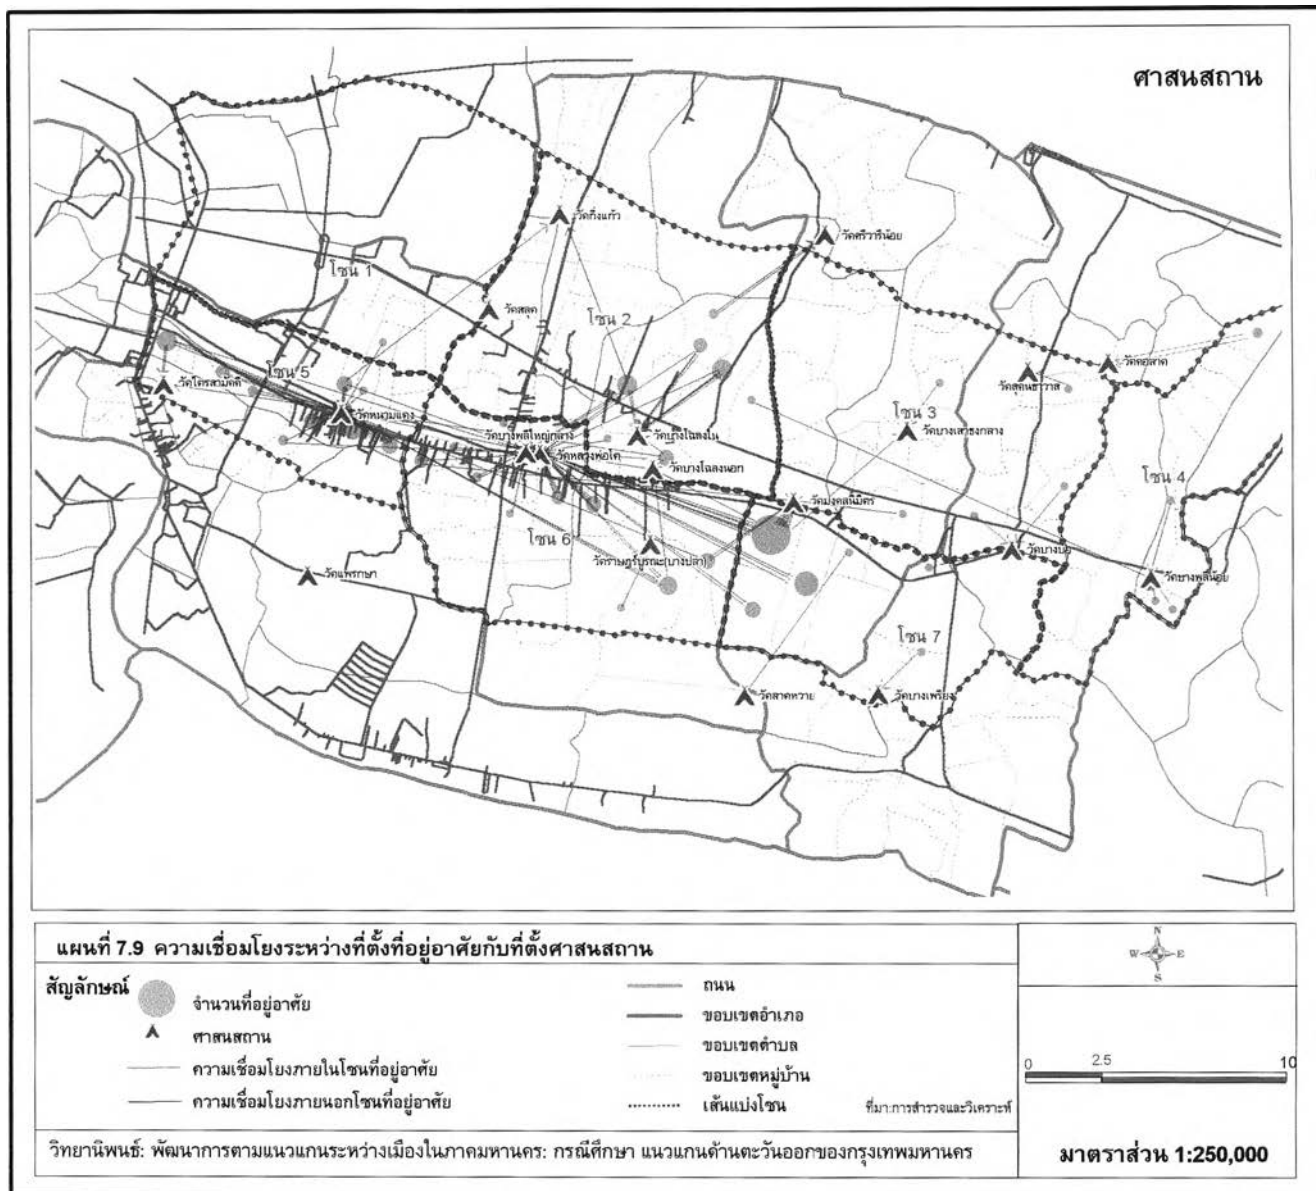 ศาสนสถาน
วัดกิ่งแก้ว
วัดศรีวารีน้อย
โซน 1
วัดสลุด
โซน 2
วัดคอลาด
โซน 5
วัดไตรสามัคคี
วัดสุคนธาวาส
วัดหนามแดง
โซน 3
วัดบางเสาธงกลาง
วัดบางพลีใหญ่กลาง
วัดบางโฉลงใน
วัดหลวงพ่อโต
วัดบางโฉลงนอก
โซน 4
วัดมงคลนิมิตร
โซน 6
วัดราษฎร์บูรณะ(บางปลา)
วัดบางบ่อ
วัดแพรกษา
วัดบางพลีน้อย
โซน 7
วัดลาดหวาย
วัดบางเพรียง
แผนที่ 7.9 ความเชื่อมโยงระหว่างที่ตั้งที่อยู่อาศัยกับที่ตั้งศาสนสถาน
สัญลักษณ์
จำนวนที่อยู่อาศัย
ศาสนสถาน
ความเชื่อมโยงภายในโซนที่อยู่อาศัย
ความเชื่อมโยงภายนอกโซนที่อยู่อาศัย
ถนน
ขอบเขตอำเภอ
ขอบเขตตำบล
ขอบเขตหมู่บ้าน
เส้นแบ่งโซน
ที่มา:การสำรวจและวิเคราะห์
N
W E
S
0 2.5 10
มาตราส่วน 1:250,000
วิทยานิพนธ์: พัฒนาการตามแนวแกนระหว่างเมืองในภาคมหานคร: กรณีศึกษา แนวแกนด้านตะวันออกของกรุงเทพมหานคร